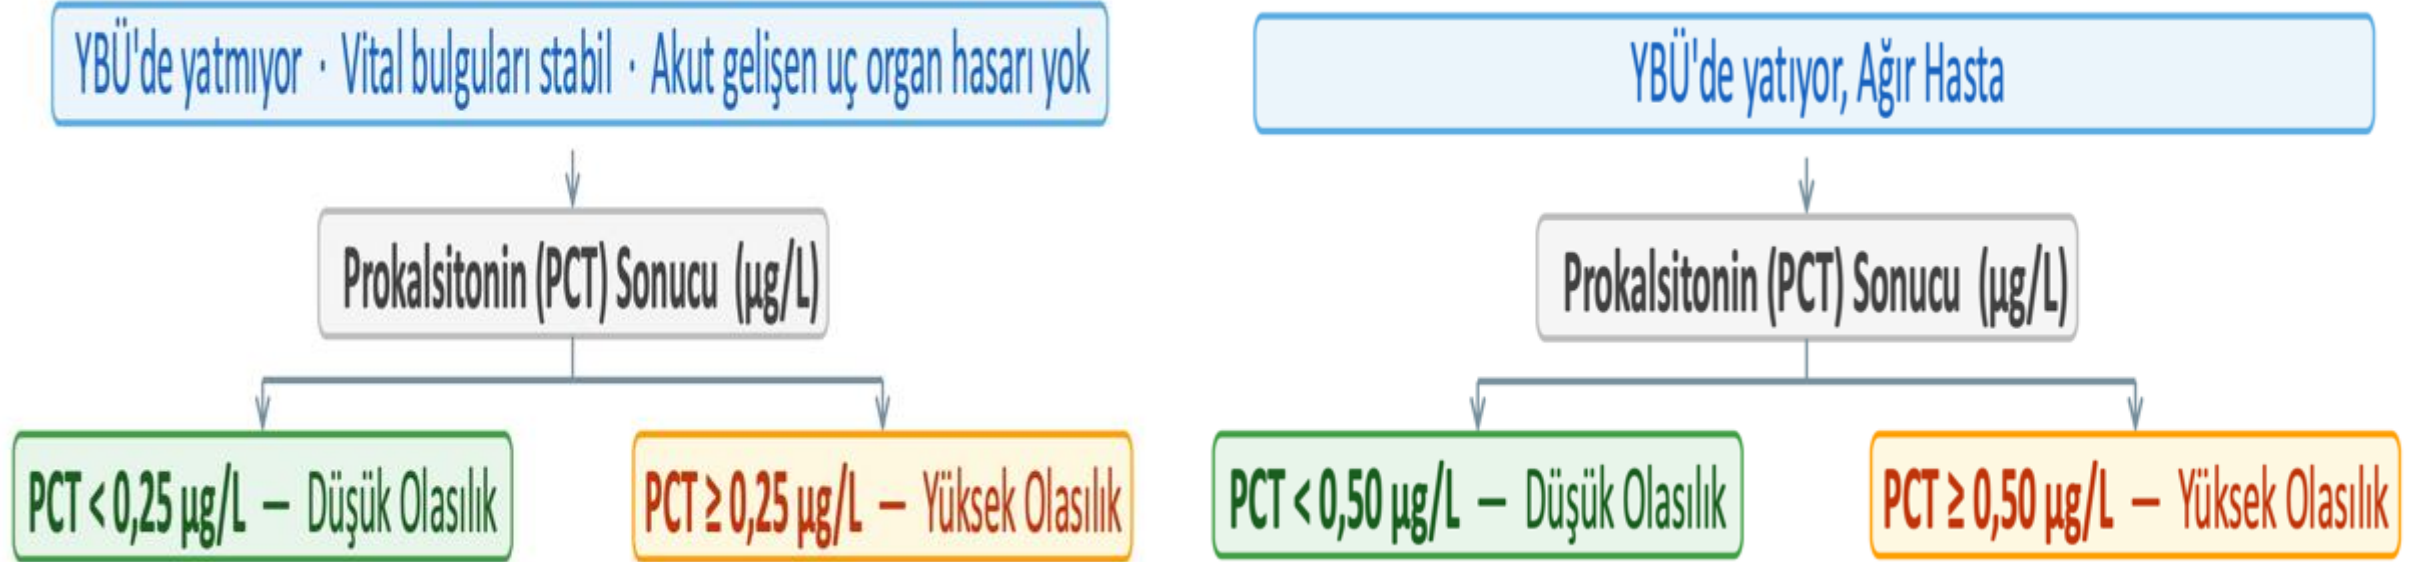 YBÜ'de yatmıyor · Vital bulguları stabil · Akut gelişen uç organ hasarı yok
Prokalsitonin (PCT) Sonucu (µg/L)
PCT < 0,25 µg/L — Düşük Olasılık
PCT ≥ 0,25 µg/L — Yüksek Olasılık
YBÜ'de yatıyor, Ağır Hasta
Prokalsitonin (PCT) Sonucu (µg/L)
PCT < 0,50 µg/L — Düşük Olasılık
PCT ≥ 0,50 µg/L — Yüksek Olasılık